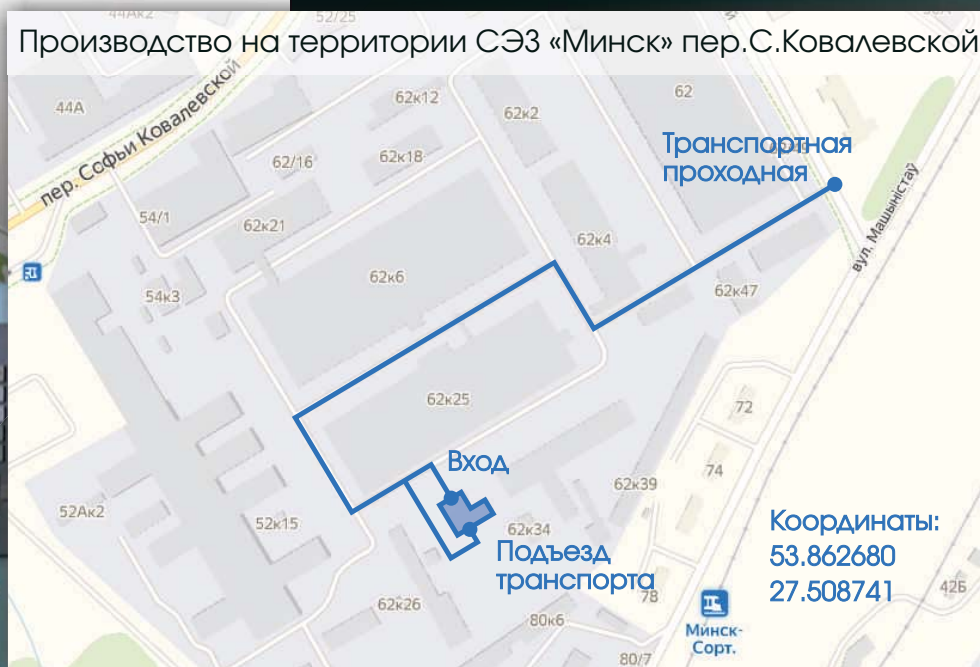 44Ак2
52/25
Производство на территории СЭЗ «Минск» пер.С.Ковалевской
44А
62к12
62к2
62
Транспортная
проходная
пер. Софьи Ковалевской
62/16
62к18
54/1
62к21
62к4
вул. Машыністаў
62к6
54к3
62к47
62к25
72
Вход
74
62к39
52Ак2
52к15
62к34
Координаты:
53.862680
27.508741
Подъезд
транспорта
62к26
78
42Б
80к6
Минск-
Сорт.
80/7